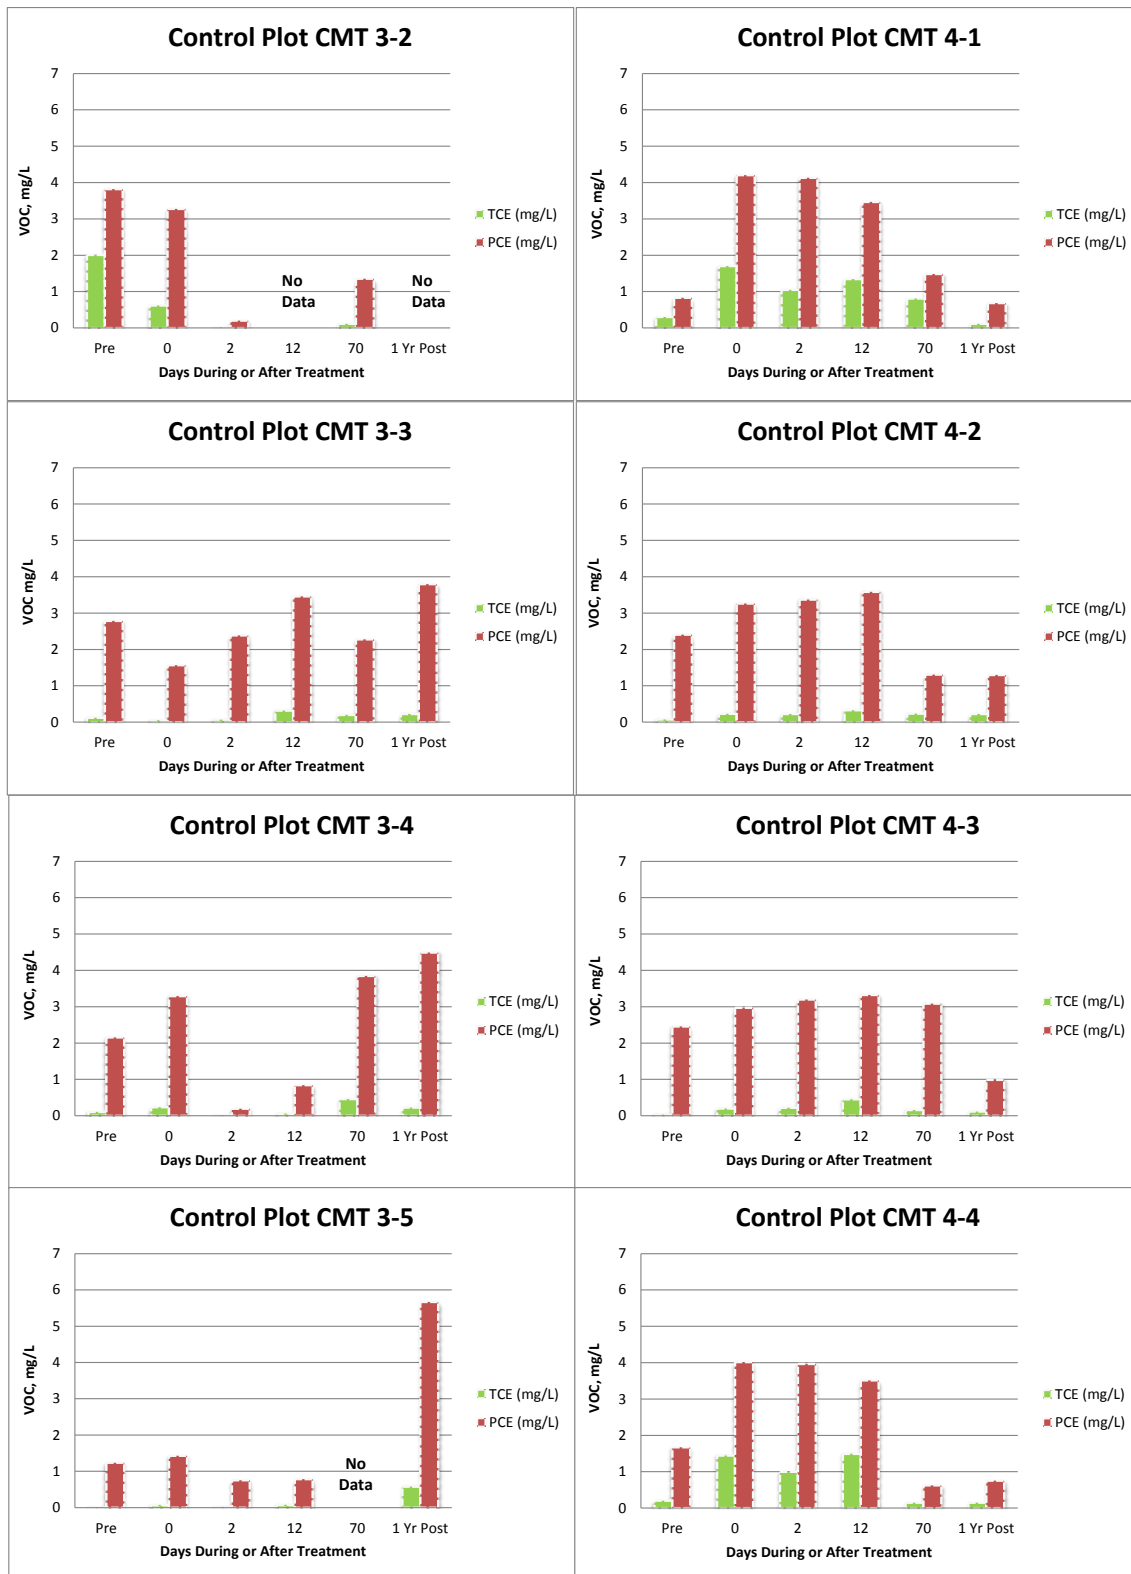 Control Plot CMT 3-2
7
6
5
4
3
2
1
0
VOC, mg/L
No
Data
No
Data
Pre 0 2 12 70 1 Yr Post
Days During or After Treatment
TCE (mg/L)
PCE (mg/L)
Control Plot CMT 4-1
7
6
5
4
3
2
1
0
VOC, mg/L
Pre 0 2 12 70 1 Yr Post
Days During or After Treatment
TCE (mg/L)
PCE (mg/L)
Control Plot CMT 3-3
7
6
5
4
3
2
1
0
VOC mg/L
Pre 0 2 12 70 1 Yr Post
Days During or After Treatment
TCE (mg/L)
PCE (mg/L)
Control Plot CMT 4-2
7
6
5
4
3
2
1
0
VOC, mg/L
Pre 0 2 12 70 1 Yr Post
Days During or After Treatment
TCE (mg/L)
PCE (mg/L)
Control Plot CMT 3-4
7
6
5
4
3
2
1
0
VOC, mg/L
Pre 0 2 12 70 1 Yr Post
Days During or After Treatment
TCE (mg/L)
PCE (mg/L)
Control Plot CMT 4-3
7
6
5
4
3
2
1
0
VOC, mg/L
Pre 0 2 12 70 1 Yr Post
Days During or After Treatment
TCE (mg/L)
PCE (mg/L)
Control Plot CMT 3-5
7
6
5
4
3
2
1
0
VOC, mg/L
No
Data
Pre 0 2 12 70 1 Yr Post
Days During or After Treatment
TCE (mg/L)
PCE (mg/L)
Control Plot CMT 4-4
7
6
5
4
3
2
1
0
VOC, mg/L
Pre 0 2 12 70 1 Yr Post
Days During or After Treatment
TCE (mg/L)
PCE (mg/L)